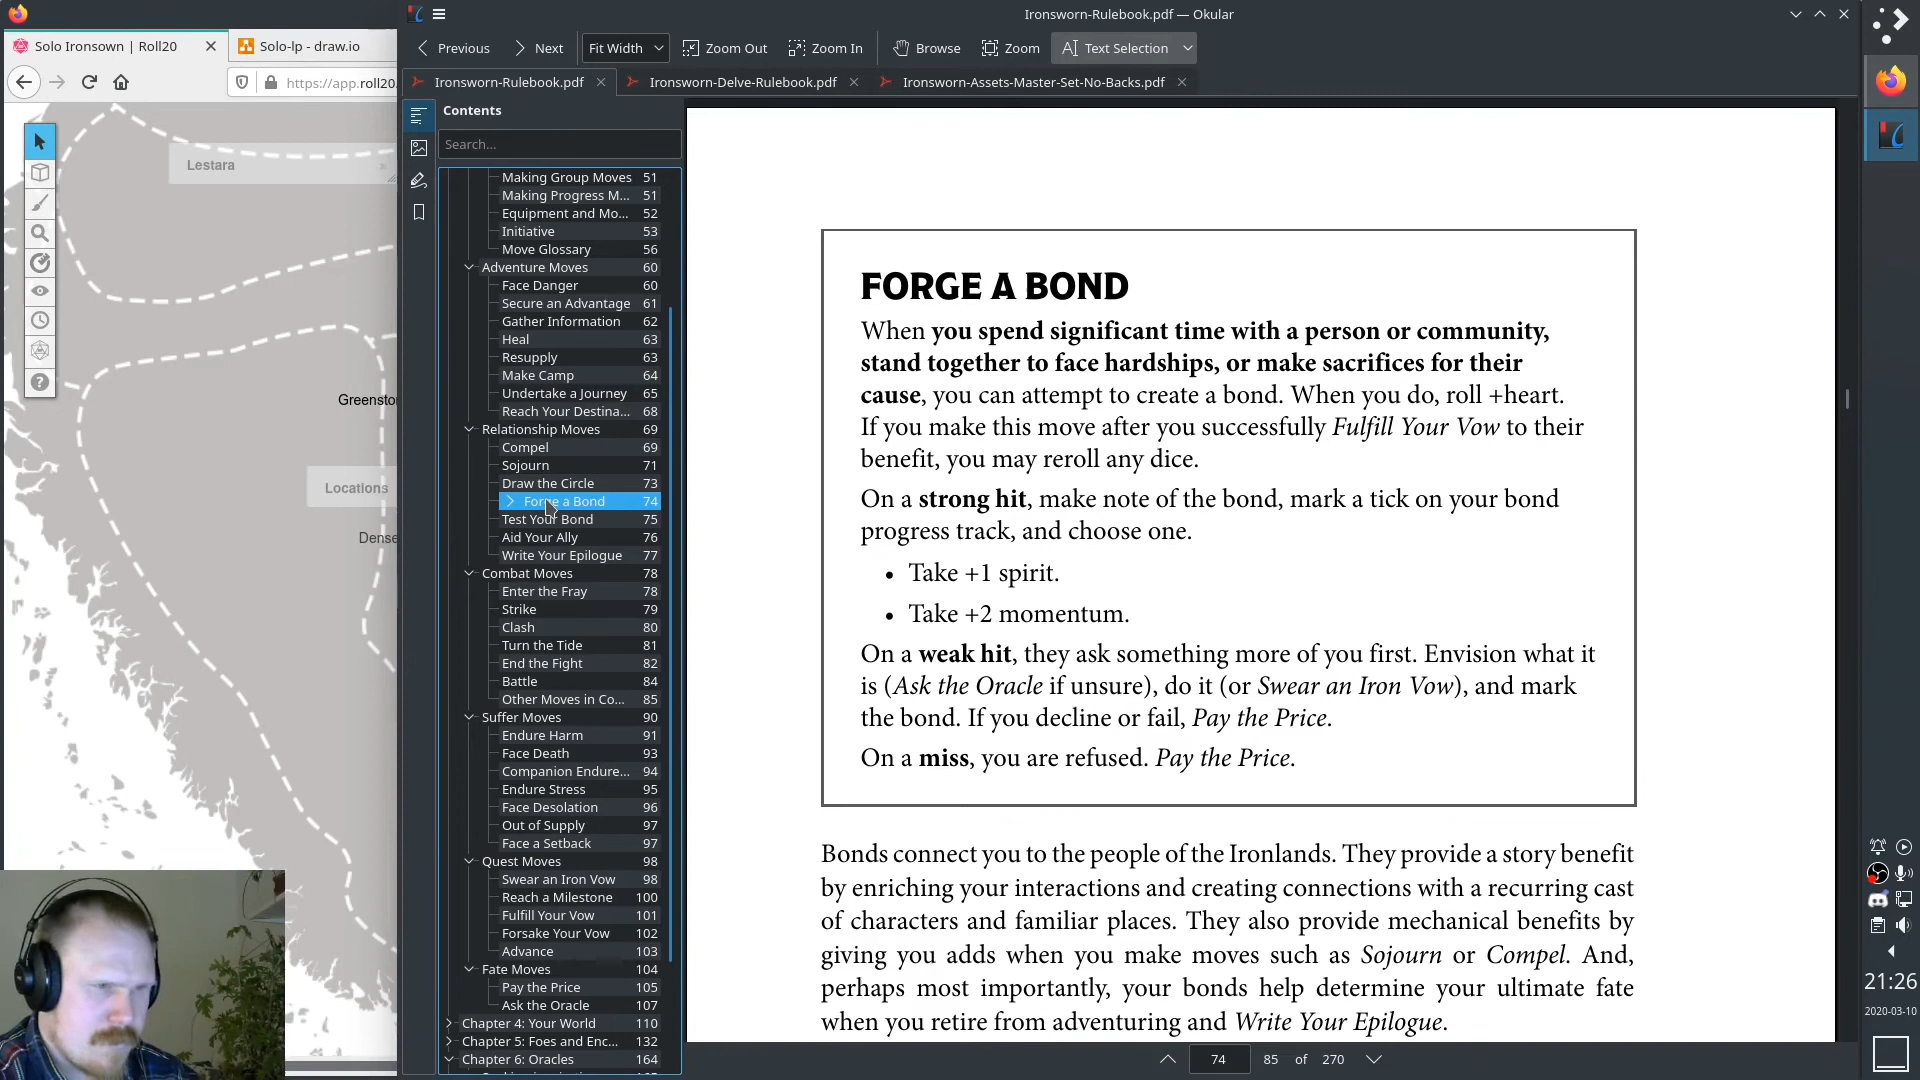 Ironsworn-Rulebook.pdf — Okular
Solo Ironsown | Roll20
Solo-lp - draw.io
Previous
Next
Fit Width
Zoom Out
Zoom In
Browse
Zoom
Text Selection
https://app.roll20.
Ironsworn-Rulebook.pdf
Ironsworn-Delve-Rulebook.pdf
Ironsworn-Assets-Master-Set-No-Backs.pdf
Lestara
Greensto
Locations
Dense
Contents
Search...
Making Group Moves 51
Making Progress M... 51
Equipment and Mo... 52
Initiative 53
Move Glossary 56
Adventure Moves 60
Face Danger 60
Secure an Advantage 61
Gather Information 62
Heal 63
Resupply 63
Make Camp 64
Undertake a Journey 65
Reach Your Destina... 68
Relationship Moves 69
Compel 69
Sojourn 71
Draw the Circle 73
Forge a Bond 74
Test Your Bond 75
Aid Your Ally 76
Write Your Epilogue 77
Combat Moves 78
Enter the Fray 78
Strike 79
Clash 80
Turn the Tide 81
End the Fight 82
Battle 84
Other Moves in Co... 85
Suffer Moves 90
Endure Harm 91
Face Death 93
Companion Endure... 94
Endure Stress 95
Face Desolation 96
Out of Supply 97
Face a Setback 97
Quest Moves 98
Swear an Iron Vow 98
Reach a Milestone 100
Fulfill Your Vow 101
Forsake Your Vow 102
Advance 103
Fate Moves 104
Pay the Price 105
Ask the Oracle 107
Chapter 4: Your World 110
Chapter 5: Foes and Enc... 132
Chapter 6: Oracles 164
FORGE A BOND
When you spend significant time with a person or community,
stand together to face hardships, or make sacrifices for their
cause, you can attempt to create a bond. When you do, roll +heart.
If you make this move after you successfully Fulfill Your Vow to their
benefit, you may reroll any dice.
On a strong hit, make note of the bond, mark a tick on your bond
progress track, and choose one.
• Take +1 spirit.
• Take +2 momentum.
On a weak hit, they ask something more of you first. Envision what it
is (Ask the Oracle if unsure), do it (or Swear an Iron Vow), and mark
the bond. If you decline or fail, Pay the Price.
On a miss, you are refused. Pay the Price.
Bonds connect you to the people of the Ironlands. They provide a story benefit
by enriching your interactions and creating connections with a recurring cast
of characters and familiar places. They also provide mechanical benefits by
giving you adds when you make moves such as Sojourn or Compel. And,
perhaps most importantly, your bonds help determine your ultimate fate
when you retire from adventuring and Write Your Epilogue.
74 85 of 270
21:26
2020-03-10